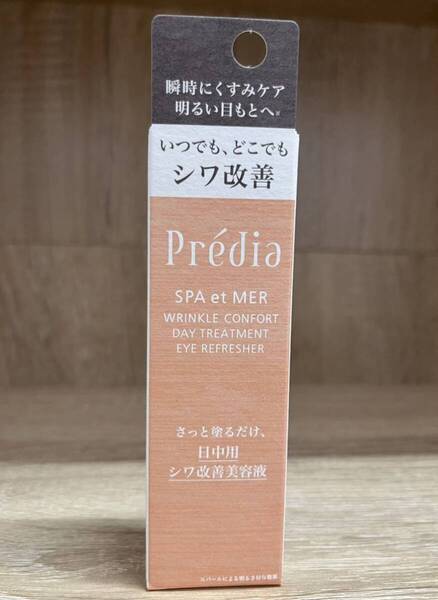 瞬時にくすみケア
明るい目もとへ※
いつでも、どこでも
シワ改善
Prédia
SPA et MER
WRINKLE CONFORT
DAY TREATMENT
EYE REFRESHER
さっと塗るだけ、
日中用
シワ改善美容液